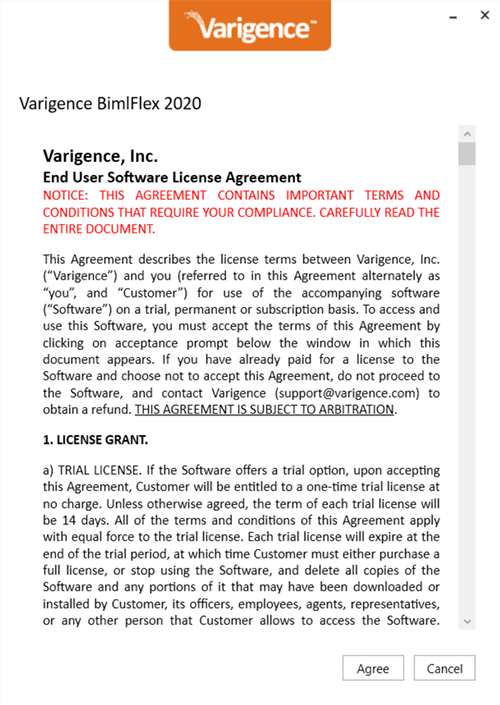 Varigence™
Varigence BimlFlex 2020
Varigence, Inc.
End User Software License Agreement
NOTICE: THIS AGREEMENT CONTAINS IMPORTANT TERMS AND
CONDITIONS THAT REQUIRE YOUR COMPLIANCE. CAREFULLY READ THE
ENTIRE DOCUMENT.
This Agreement describes the license terms between Varigence, Inc.
(“Varigence”) and you (referred to in this Agreement alternately as
“you”, and “Customer”) for use of the accompanying software
(“Software”) on a trial, permanent or subscription basis. To access and
use this Software, you must accept the terms of this Agreement by
clicking on acceptance prompt below the window in which this
document appears. If you have already paid for a license to the
Software and choose not to accept this Agreement, do not proceed to
the Software, and contact Varigence (support@varigence.com) to
obtain a refund. THIS AGREEMENT IS SUBJECT TO ARBITRATION.
1. LICENSE GRANT.
a) TRIAL LICENSE. If the Software offers a trial option, upon accepting
this Agreement, Customer will be entitled to a one-time trial license at
no charge. Unless otherwise agreed, the term of each trial license will
be 14 days. All of the terms and conditions of this Agreement apply
with equal force to the trial license. Each trial license will expire at the
end of the trial period, at which time Customer must either purchase a
full license, or stop using the Software, and delete all copies of the
Software and any portions of it that may have been downloaded or
installed by Customer, its officers, employees, agents, representatives,
or any other person that Customer allows to access the Software.
Agree
Cancel